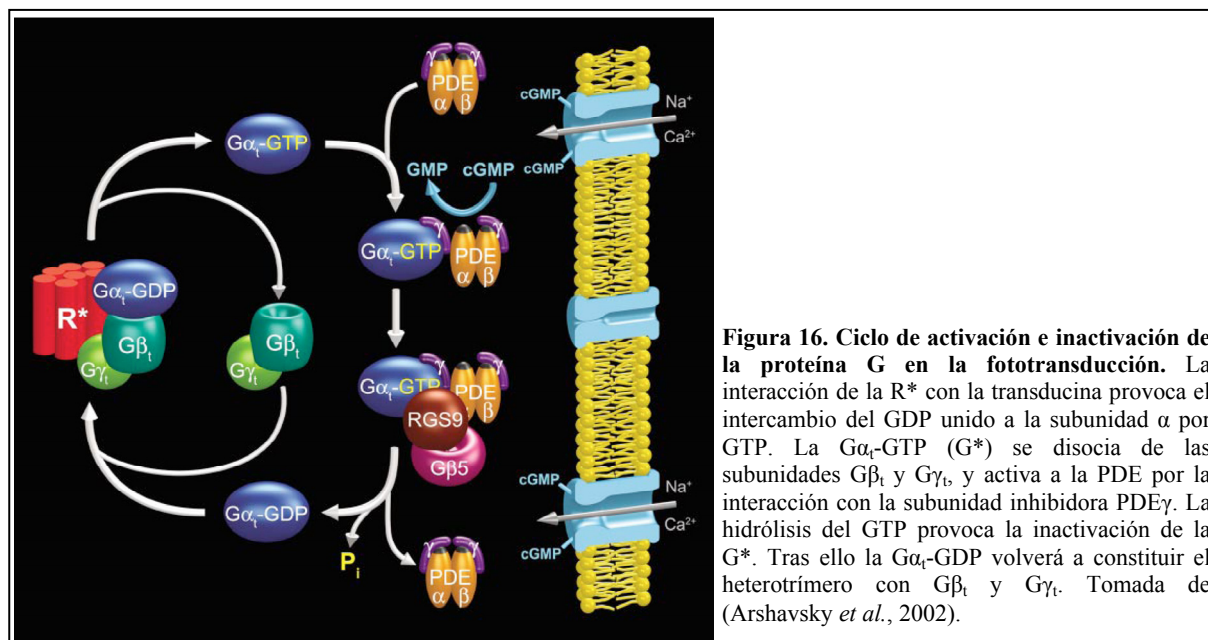 γ γ
PDE
α β
cGMP
Na⁺
Ca²⁺
cGMP
Gαₜ-GTP
GMP cGMP
γ γ
Gαₜ-GTP PDE
α β
R*
Gαₜ-GDP
Gβₜ
Gγₜ
Gβₜ
Gγₜ
γ γ
Gαₜ-GTP PDE
α β
RGS9
Gβ5
Gαₜ-GDP
Pᵢ
γ γ
PDE
α β
cGMP
Na⁺
Ca²⁺
cGMP
Figura 16. Ciclo de activación e inactivación de
la proteína G en la fototransducción. La
interacción de la R* con la transducina provoca el
intercambio del GDP unido a la subunidad α por
GTP. La Gαₜ-GTP (G*) se disocia de las
subunidades Gβₜ y Gγₜ, y activa a la PDE por la
interacción con la subunidad inhibidora PDEγ. La
hidrólisis del GTP provoca la inactivación de la
G*. Tras ello la Gαₜ-GDP volverá a constituir el
heterotrímero con Gβₜ y Gγₜ. Tomada de
(Arshavsky et al., 2002).